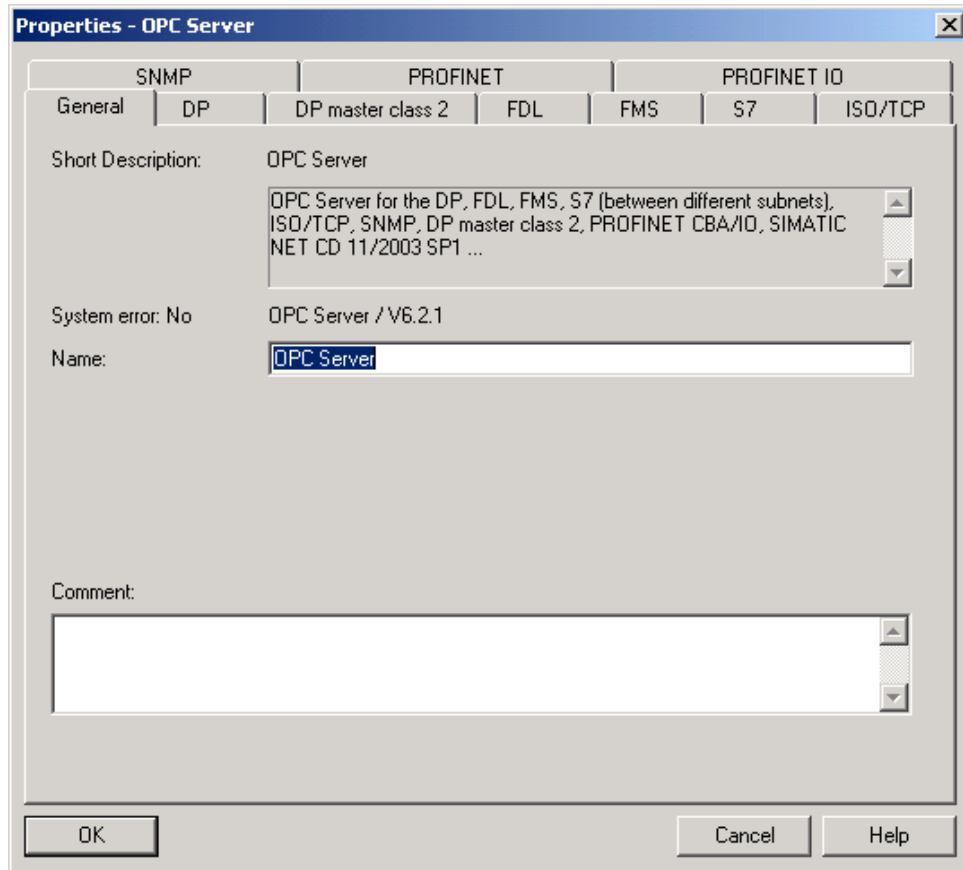 Properties - OPC Server
SNMP PROFINET PROFINET IO
General DP DP master class 2 FDL FMS S7 ISO/TCP
Short Description: OPC Server
OPC Server for the DP, FDL, FMS, S7 (between different subnets),
ISO/TCP, SNMP, DP master class 2, PROFINET CBA/IO, SIMATIC
NET CD 11/2003 SP1 ...
System error: No OPC Server / V6.2.1
Name: OPC Server
Comment:
OK Cancel Help